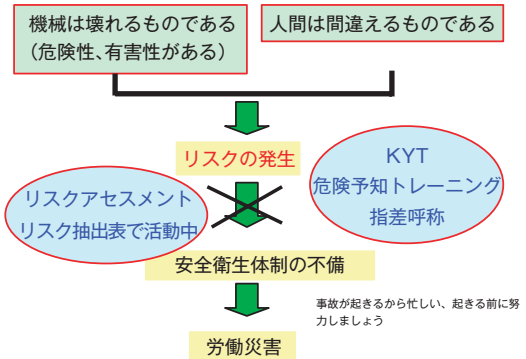 機械は壊れるものである
（危険性、有害性がある）
人間は間違えるものである
リスクの発生
KYT
危険予知トレーニング
指差呼称
リスクアセスメント
リスク抽出表で活動中
安全衛生体制の不備
事故が起きるから忙しい、起きる前に努
力しましょう
労働災害